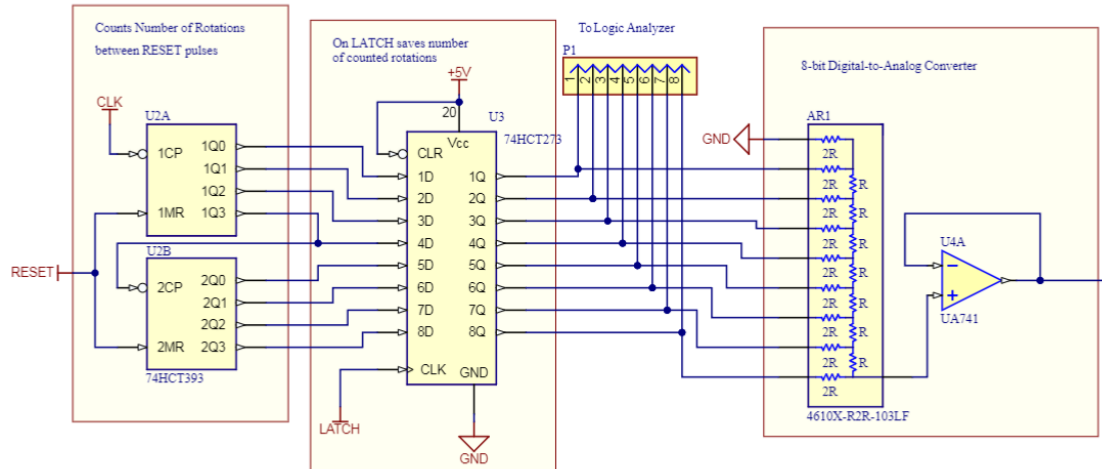 Counts Number of Rotations
between RESET pulses
CLK
U2A
1CP
1Q0
1Q1
1Q2
1MR
1Q3
U2B
RESET
2CP
2Q0
2Q1
2Q2
2MR
2Q3
74HCT393
On LATCH saves number
of counted rotations
+5V
20
U3
Vcc
74HCT273
CLR
1D
1Q
2D
2Q
3D
3Q
4D
4Q
5D
5Q
6D
6Q
7D
7Q
8D
8Q
CLK
GND
LATCH
GND
To Logic Analyzer
P1
1 2 3 4 5 6 7 8
8-bit Digital-to-Analog Converter
AR1
GND
2R
2R
R
2R
R
2R
R
2R
R
2R
R
2R
R
2R
R
2R
4610X-R2R-103LF
U4A
UA741